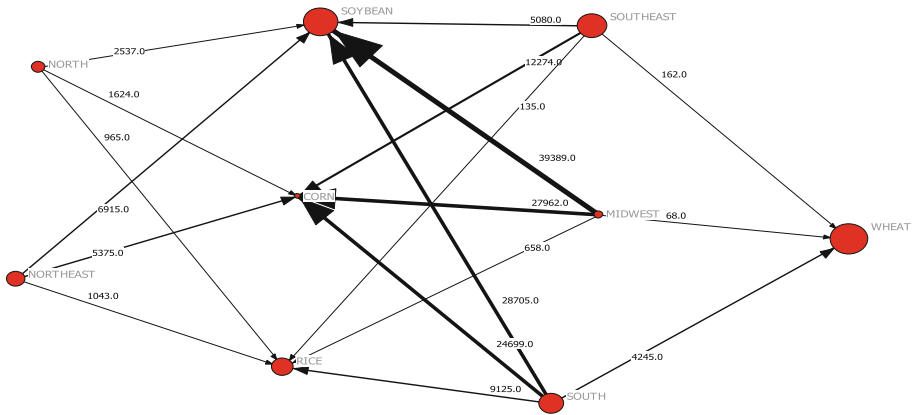 SOYBEAN
SOUTHEAST
5080.0
2537.0
NORTH
12274.0
162.0
1624.0
135.0
965.0
39389.0
CORN
27962.0
MIDWEST
68.0
6915.0
WHEAT
5375.0
658.0
NORTHEAST
1043.0
28705.0
24699.0
4245.0
RICE
9125.0
SOUTH